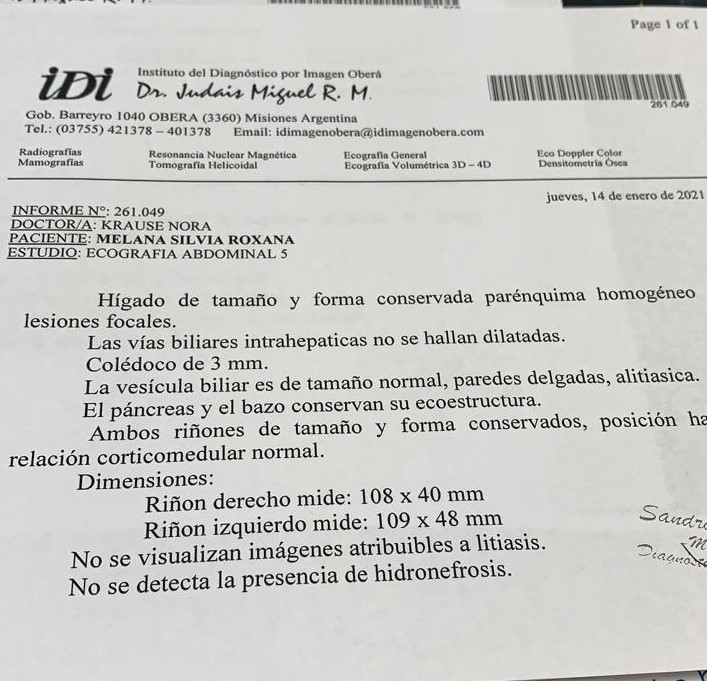 Page 1 of 1
iDi
Instituto del Diagnóstico por Imagen Oberá
Dr. Judais Miguel R. M.
261.049
Gob. Barreyro 1040 OBERA (3360) Misiones Argentina
Tel.: (03755) 421378 – 401378 Email: idimagenobera@idimagenobera.com
Radiografías
Mamografías
Resonancia Nuclear Magnética
Tomografía Helicoidal
Ecografía General
Ecografía Volumétrica 3D – 4D
Eco Doppler Color
Densitometría Ósea
jueves, 14 de enero de 2021
INFORME N°: 261.049
DOCTOR/A: KRAUSE NORA
PACIENTE: MELANA SILVIA ROXANA
ESTUDIO: ECOGRAFIA ABDOMINAL 5
Hígado de tamaño y forma conservada parénquima homogéneo
lesiones focales.
Las vías biliares intrahepaticas no se hallan dilatadas.
Colédoco de 3 mm.
La vesícula biliar es de tamaño normal, paredes delgadas, alitiasica.
El páncreas y el bazo conservan su ecoestructura.
Ambos riñones de tamaño y forma conservados, posición ha
relación corticomedular normal.
Dimensiones:
Riñon derecho mide: 108 x 40 mm
Riñon izquierdo mide: 109 x 48 mm
No se visualizan imágenes atribuibles a litiasis.
No se detecta la presencia de hidronefrosis.
Sandr
M
Diagnós